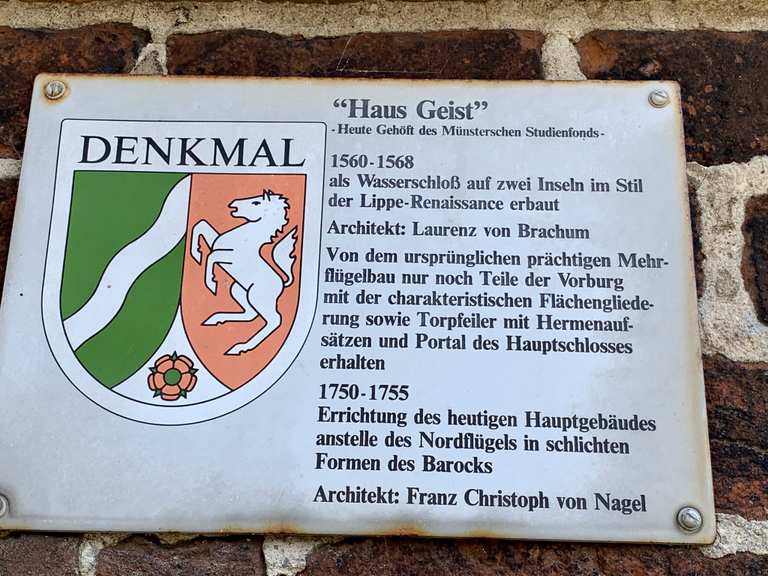 DENKMAL
“Haus Geist”
- Heute Gehöft des Münsterschen Studienfonds -
1560-1568
als Wasserschloß auf zwei Inseln im Stil
der Lippe-Renaissance erbaut
Architekt: Laurenz von Brachum
Von dem ursprünglichen prächtigen Mehr-
flügelbau nur noch Teile der Vorburg
mit der charakteristischen Flächengliede-
rung sowie Torpfeiler mit Hermenauf-
sätzen und Portal des Hauptschlosses
erhalten
1750-1755
Errichtung des heutigen Hauptgebäudes
anstelle des Nordflügels in schlichten
Formen des Barocks
Architekt: Franz Christoph von Nagel